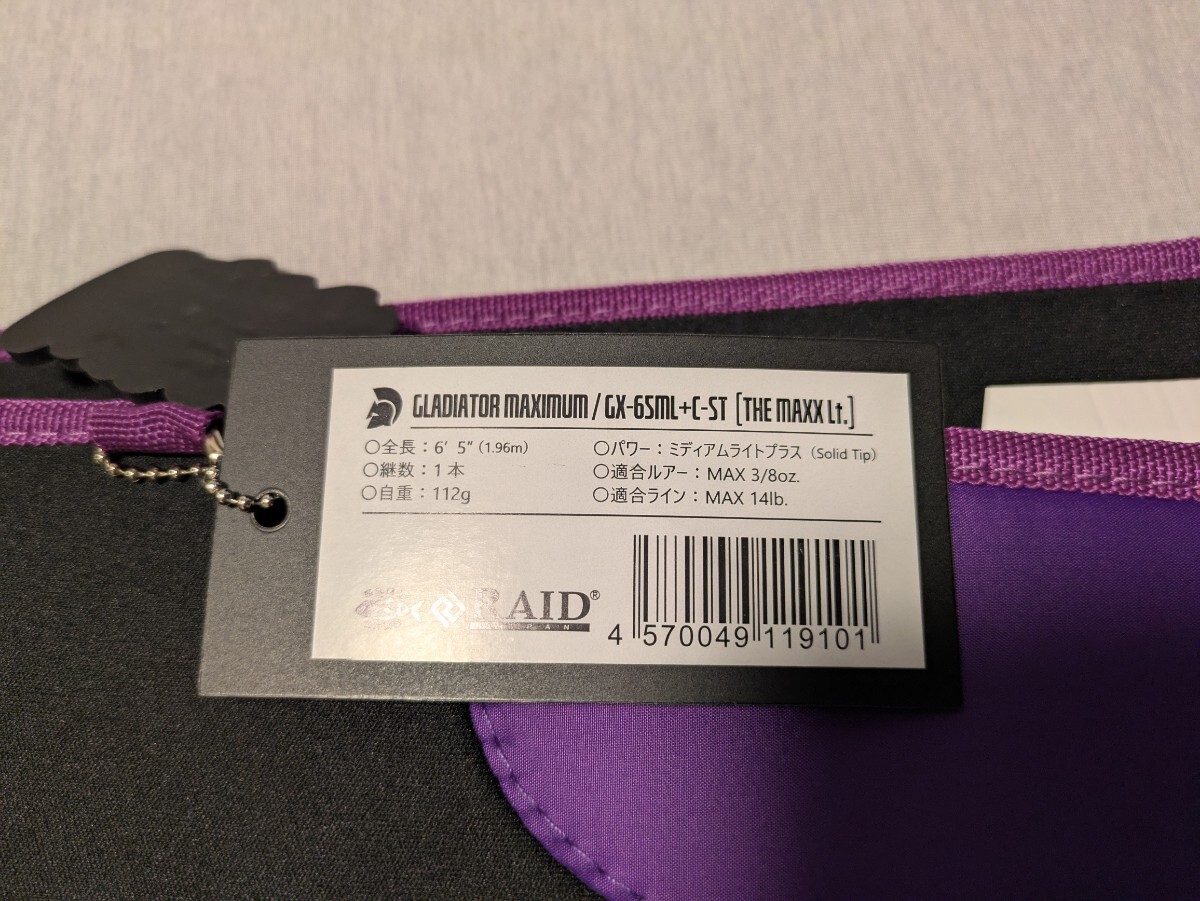 GLADIATOR MAXIMUM / GX-65ML+C-ST [THE MAXX Lt.]
○全長：6′ 5″ (1.96m)
○継数：1本
○自重：112g
○パワー：ミディアムライトプラス (Solid Tip)
○適合ルアー：MAX 3/8oz.
○適合ライン：MAX 14lb.
RAID®
JAPAN
4 570049 119101